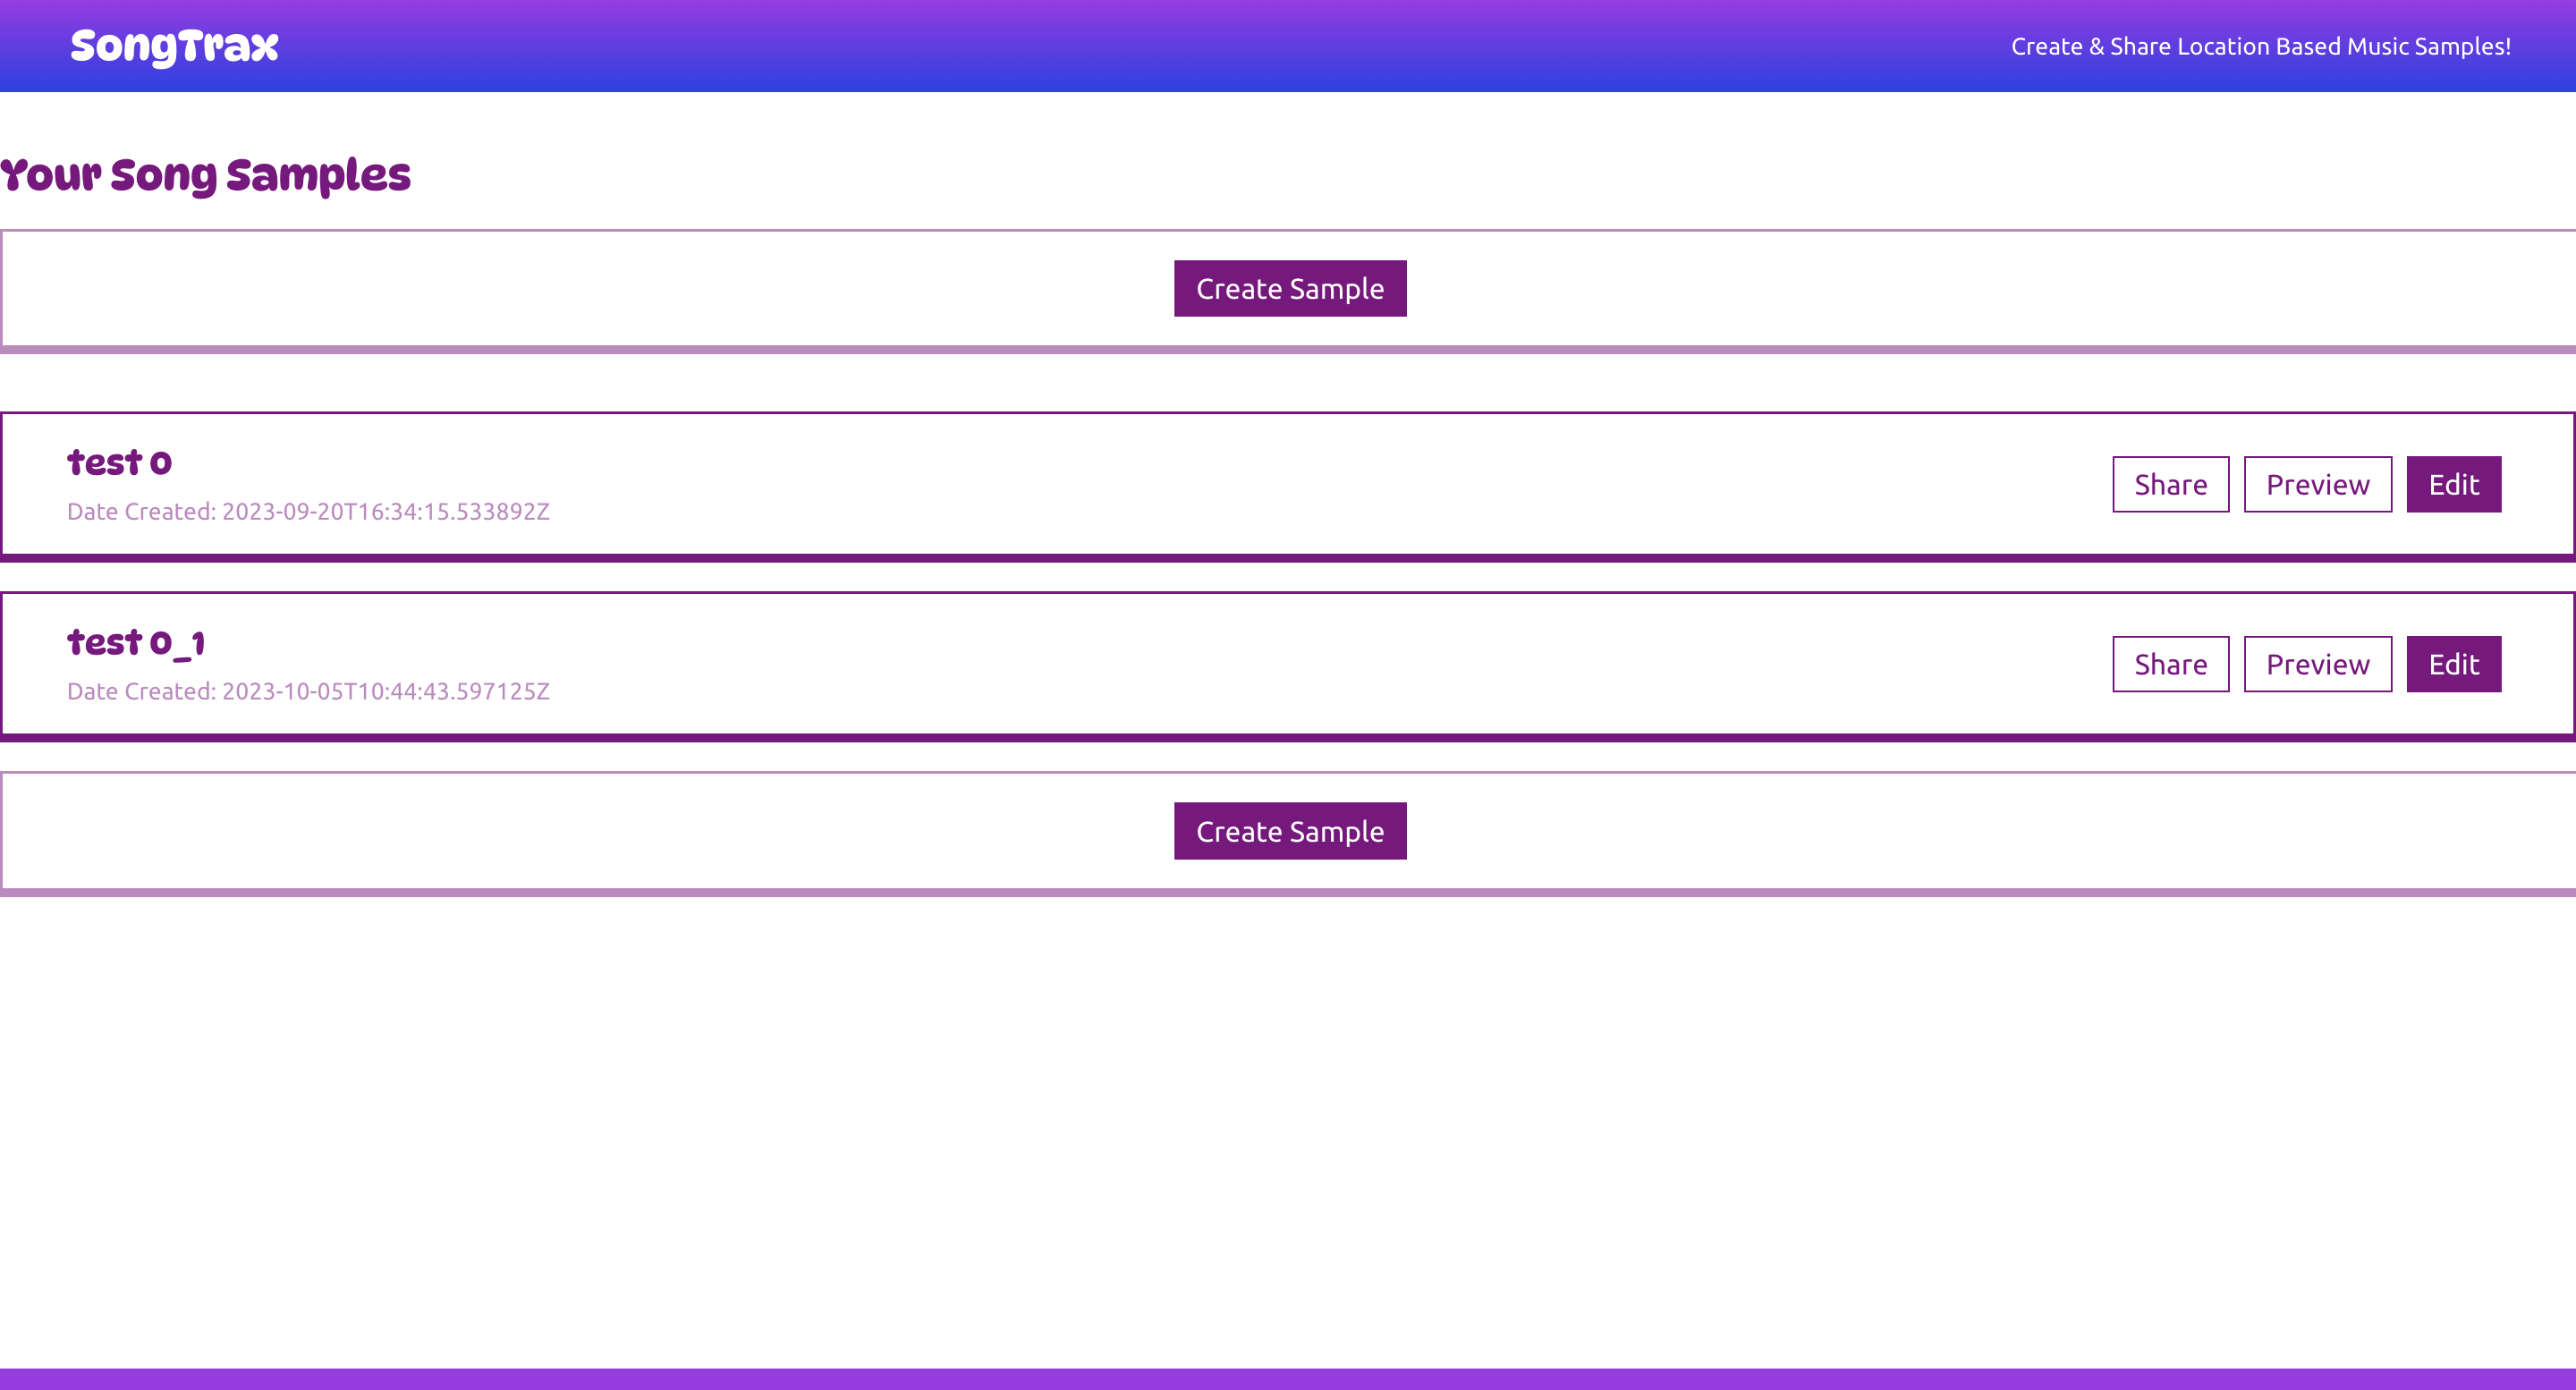 SongTrax
Create & Share Location Based Music Samples!
Your Song Samples
Create Sample
test 0
Date Created: 2023-09-20T16:34:15.533892Z
Share
Preview
Edit
test 0_1
Date Created: 2023-10-05T10:44:43.597125Z
Share
Preview
Edit
Create Sample